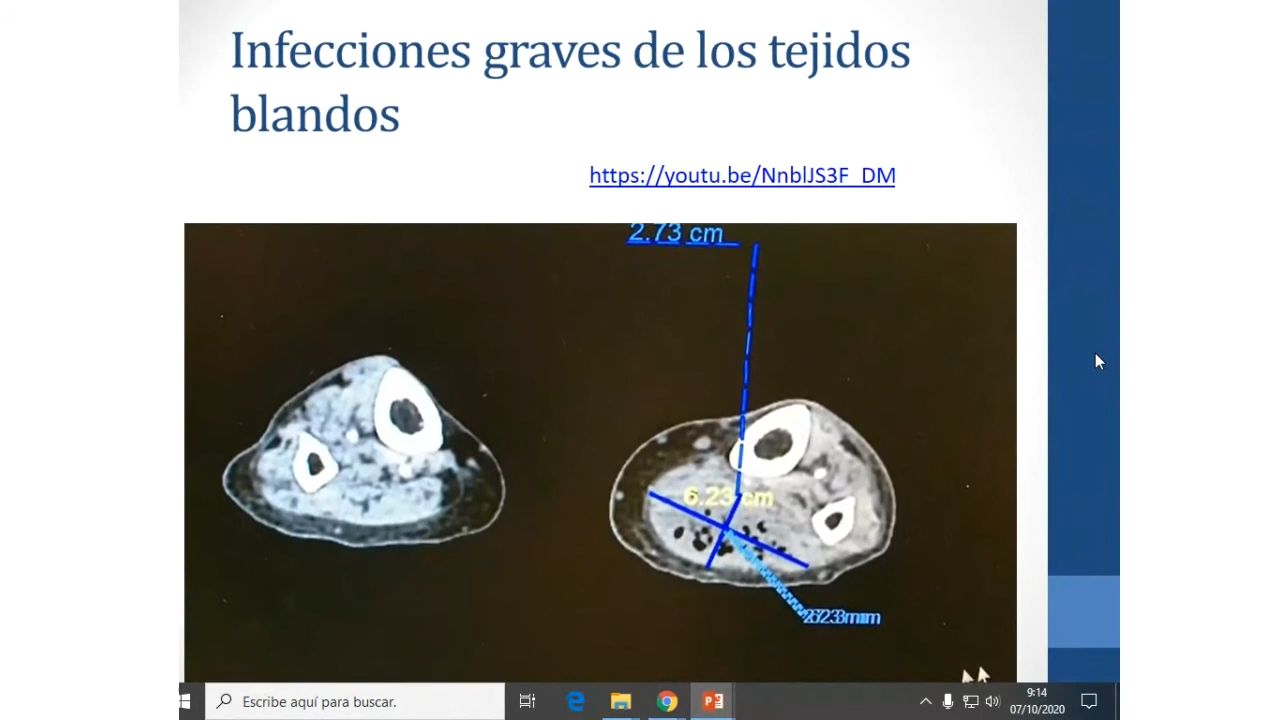 Infecciones graves de los tejidos
blandos
https://youtu.be/NnblJS3F_DM
2.73 cm
6.23 cm
Escribe aquí para buscar.
9:14
07/10/2020